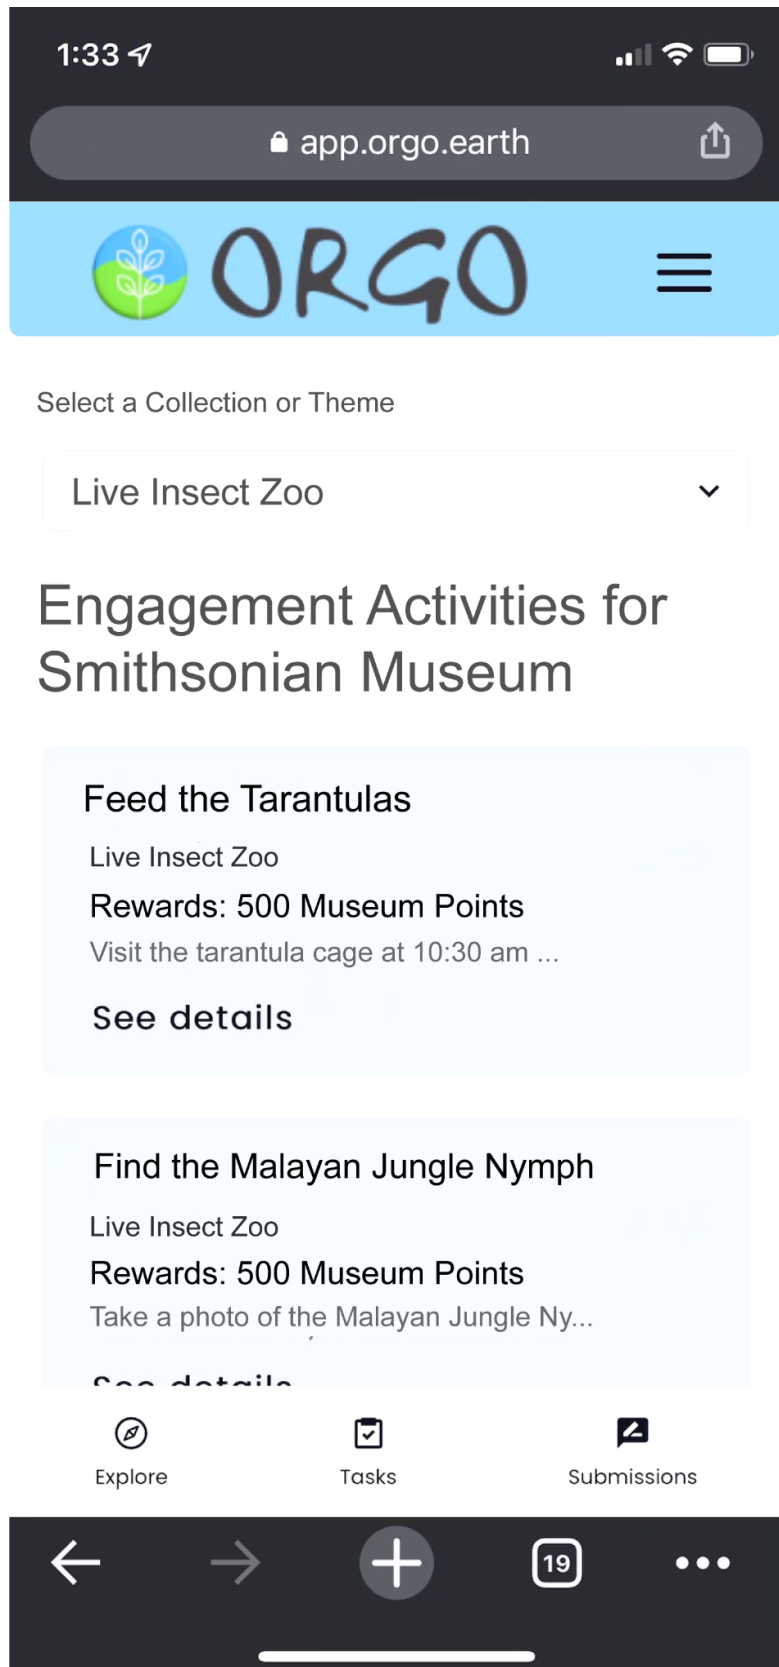 1:33
app.orgo.earth
ORGO
Select a Collection or Theme
Live Insect Zoo
Engagement Activities for
Smithsonian Museum
Feed the Tarantulas
Live Insect Zoo
Rewards: 500 Museum Points
Visit the tarantula cage at 10:30 am ...
See details
Find the Malayan Jungle Nymph
Live Insect Zoo
Rewards: 500 Museum Points
Take a photo of the Malayan Jungle Ny...
See details
Explore
Tasks
Submissions
19